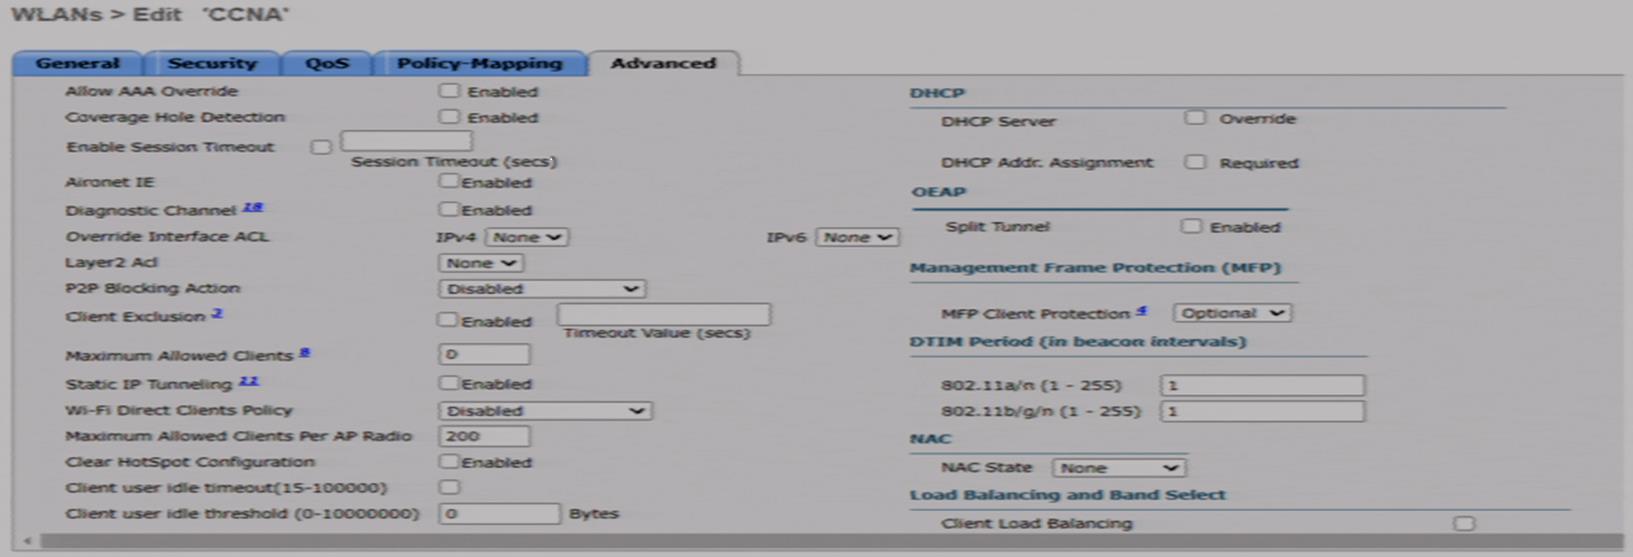 WLANs > Edit 'CCNA'
General Security QoS Policy-Mapping Advanced
Allow AAA Override Enabled
Coverage Hole Detection Enabled
Enable Session Timeout
Session Timeout (secs)
Aironet IE Enabled
Diagnostic Channel 18 Enabled
Override Interface ACL IPv4 None IPv6 None
Layer2 Acl None
P2P Blocking Action Disabled
Client Exclusion 3 Enabled
Timeout Value (secs)
Maximum Allowed Clients 8 0
Static IP Tunneling 11 Enabled
Wi-Fi Direct Clients Policy Disabled
Maximum Allowed Clients Per AP Radio 200
Clear HotSpot Configuration Enabled
Client user idle timeout(15-100000)
Client user idle threshold (0-10000000) 0 Bytes
DHCP
DHCP Server Override
DHCP Addr. Assignment Required
OEAP
Split Tunnel Enabled
Management Frame Protection (MFP)
MFP Client Protection 4 Optional
DTIM Period (in beacon intervals)
802.11a/n (1 - 255) 1
802.11b/g/n (1 - 255) 1
NAC
NAC State None
Load Balancing and Band Select
Client Load Balancing